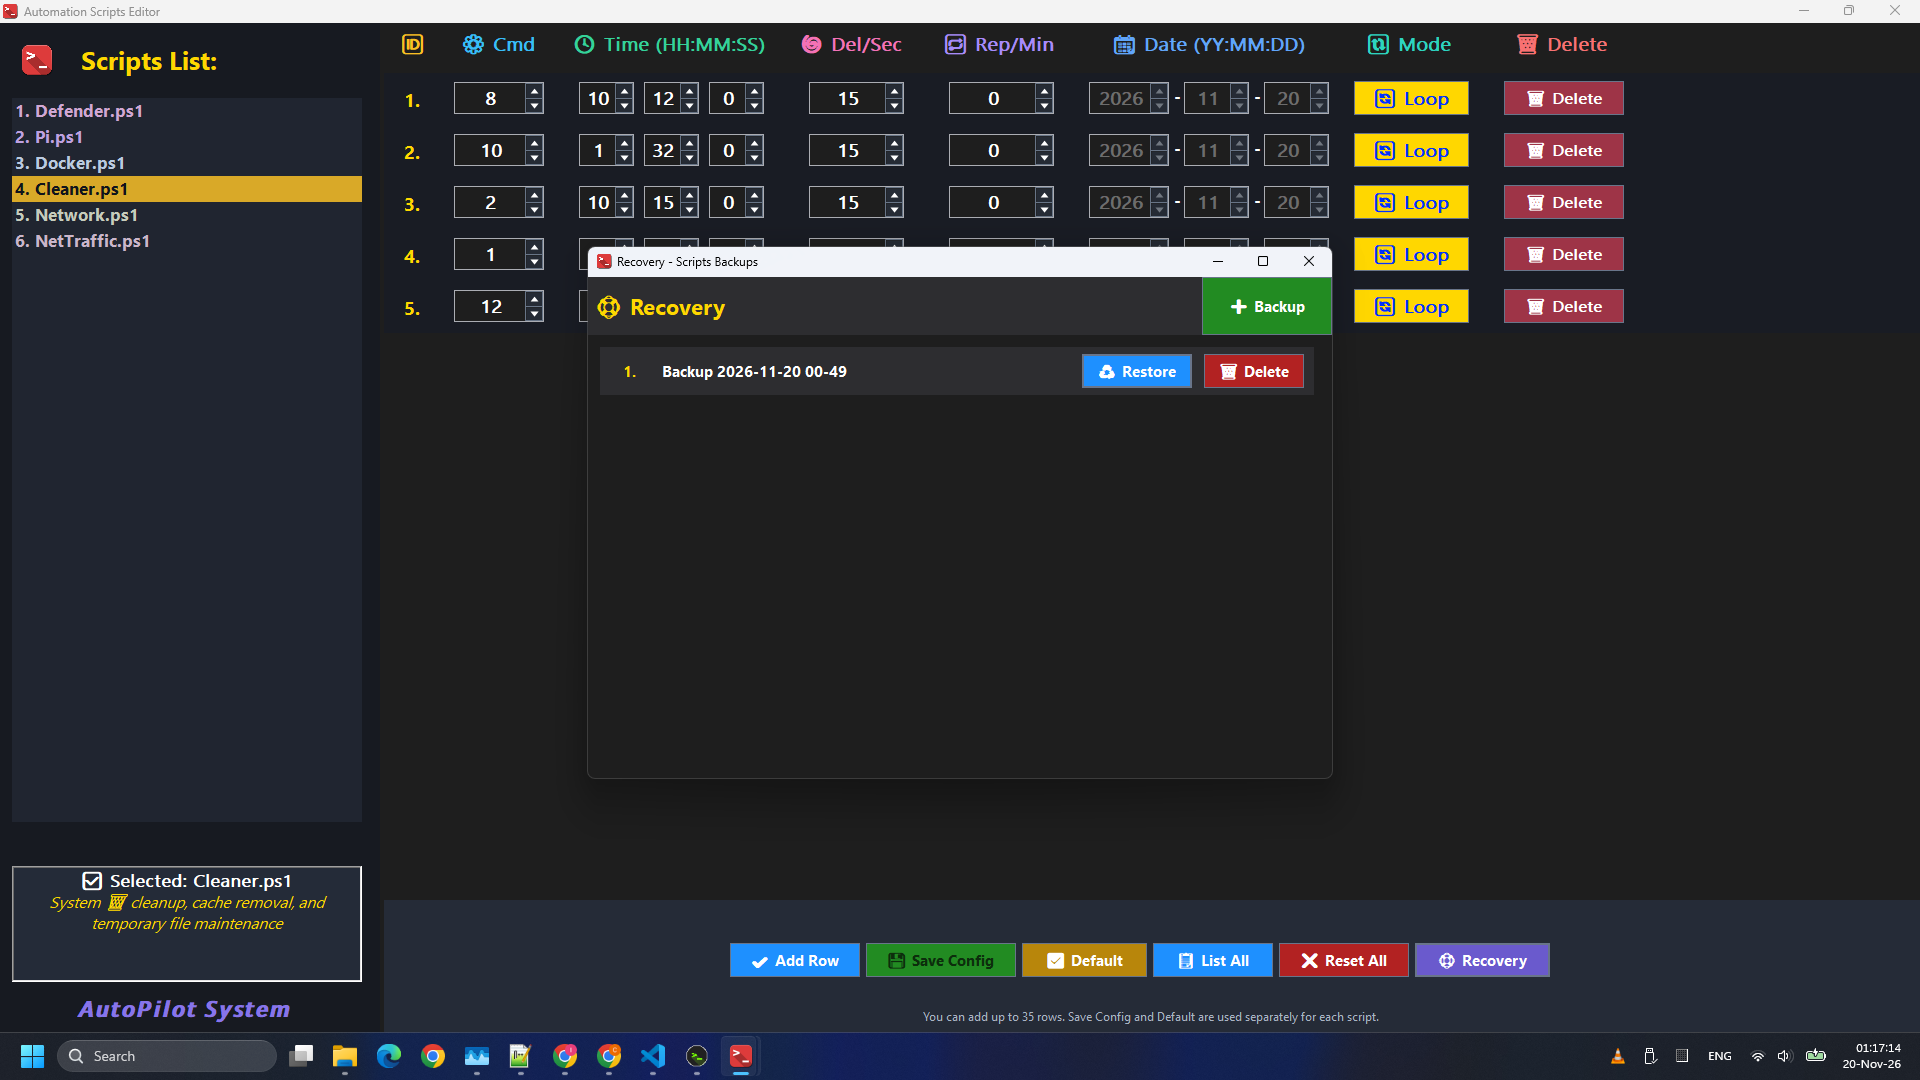 Automation Scripts Editor
Scripts List:
1. Defender.ps1
2. Pi.ps1
3. Docker.ps1
4. Cleaner.ps1
5. Network.ps1
6. NetTraffic.ps1
Selected: Cleaner.ps1
System cleanup, cache removal, and
temporary file maintenance
AutoPilot System
ID Cmd Time (HH:MM:SS) Del/Sec Rep/Min Date (YY:MM:DD) Mode Delete
1. 8 10 12 0 15 0 2026 - 11 - 20 Loop Delete
2. 10 1 32 0 15 0 2026 - 11 - 20 Loop Delete
3. 2 10 15 0 15 0 2026 - 11 - 20 Loop Delete
4. 1 Loop Delete
5. 12 Loop Delete
Recovery - Scripts Backups
Recovery
Backup
1. Backup 2026-11-20 00-49 Restore Delete
Add Row Save Config Default List All Reset All Recovery
You can add up to 35 rows. Save Config and Default are used separately for each script.
Search
ENG
01:17:14
20-Nov-26